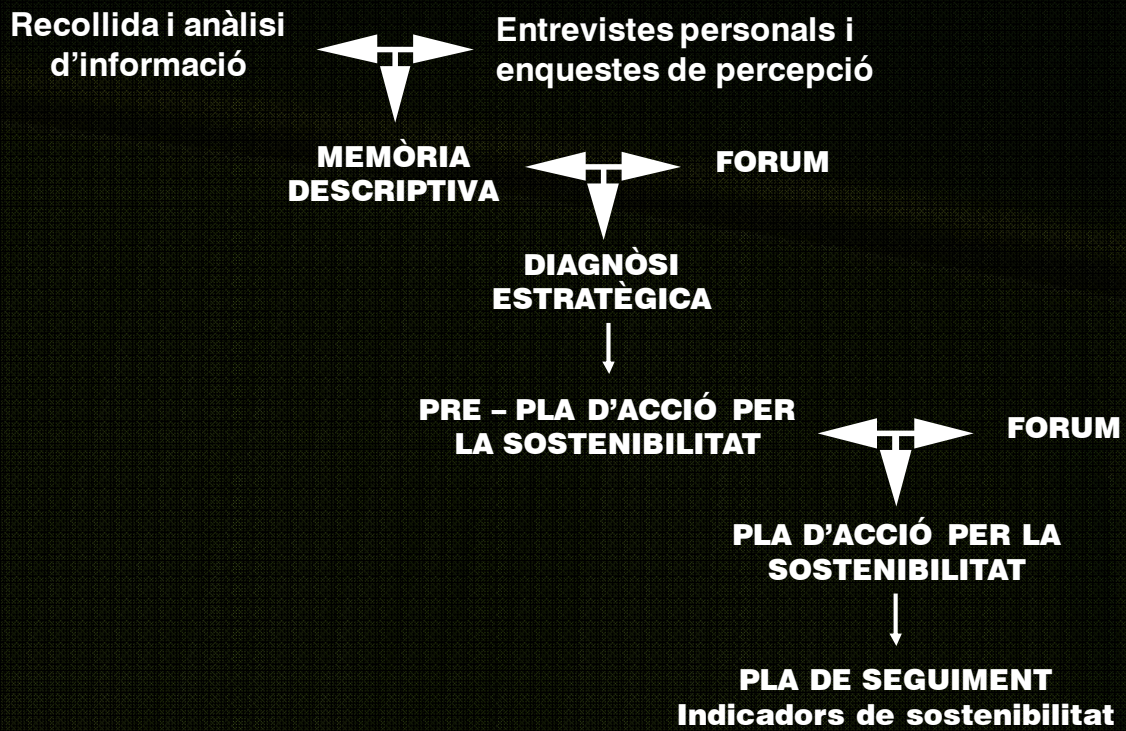 Recollida i anàlisi
d’informació
Entrevistes personals i
enquestes de percepció
MEMÒRIA
DESCRIPTIVA
FORUM
DIAGNÒSI
ESTRATÈGICA
PRE – PLA D’ACCIÓ PER
LA SOSTENIBILITAT
FORUM
PLA D’ACCIÓ PER LA
SOSTENIBILITAT
PLA DE SEGUIMENT
Indicadors de sostenibilitat